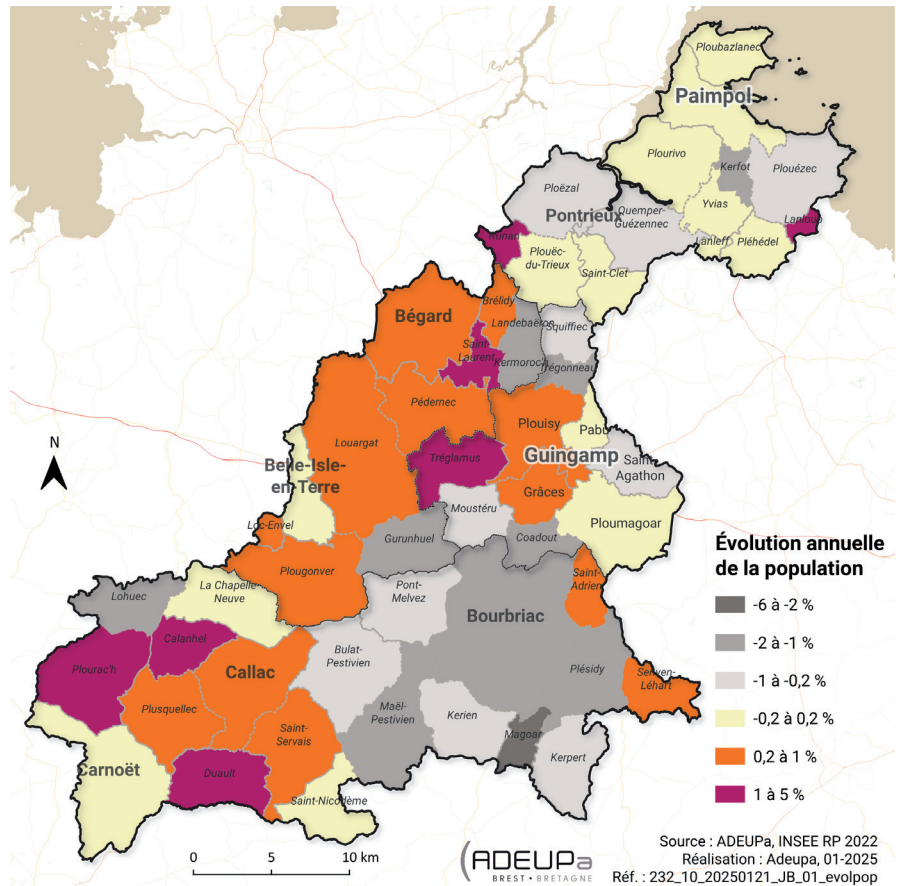 Ploubazlanec
Paimpol
Plourivo
Kerfot
Plouézec
Ploëzal
Pontrieux
Quemper-
Guézennec
Yvias
Lanloup
Runan
Plouëc-
du-Trieux
Lanleff
Pléhédel
Saint-Clet
Brélidy
Bégard
Landebaëron
Squiffiec
Saint-
Laurent
Kermoroc'h
Trégonneau
Pédernec
Plouisy
Pabu
Louargat
Tréglamus
Guingamp
Saint-
Agathon
Belle-Isle-
en-Terre
Grâces
Moustéru
Ploumagoar
Loc-Envel
Gurunhuel
Coadout
Plougonver
Saint-
Adrien
Lohuec
La Chapelle-
Neuve
Pont-
Melvez
Bourbriac
Calanhel
Plourac'h
Callac
Bulat-
Pestivien
Plésidy
Senven-
Léhart
Plusquellec
Maël-
Pestivien
Kerien
Saint-
Servais
Magoar
Kerpert
Carnoët
Duault
Saint-Nicodème
N
Évolution annuelle
de la population
-6 à -2 %
-2 à -1 %
-1 à -0,2 %
-0,2 à 0,2 %
0,2 à 1 %
1 à 5 %
0 5 10 km
ADEUPa
BREST • BRETAGNE
Source : ADEUPa, INSEE RP 2022
Réalisation : Adeupa, 01-2025
Réf. : 232_10_20250121_JB_01_evolpop